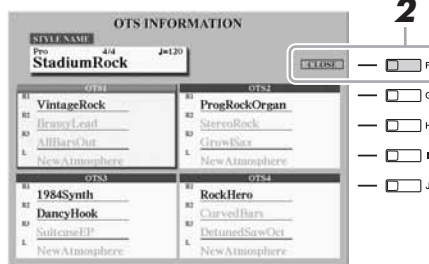 2
OTS INFORMATION
STYLE NAME
Pro 4/4 ♩=120
StadiumRock
CLOSE
F
G
H
I
J
OTS1
R1 VintageRock
R2 BrassyLead
R3 AllBarsOut
L NewAtmosphere
OTS2
R1 ProgRockOrgan
R2 StereoRock
R3 GrowlSax
L NewAtmosphere
OTS3
R1 1984Synth
R2 DancyHook
R3 SuitcaseEP
L NewAtmosphere
OTS4
R1 RockHero
R2 CurvedBars
R3 DetunedSawOct
L NewAtmosphere